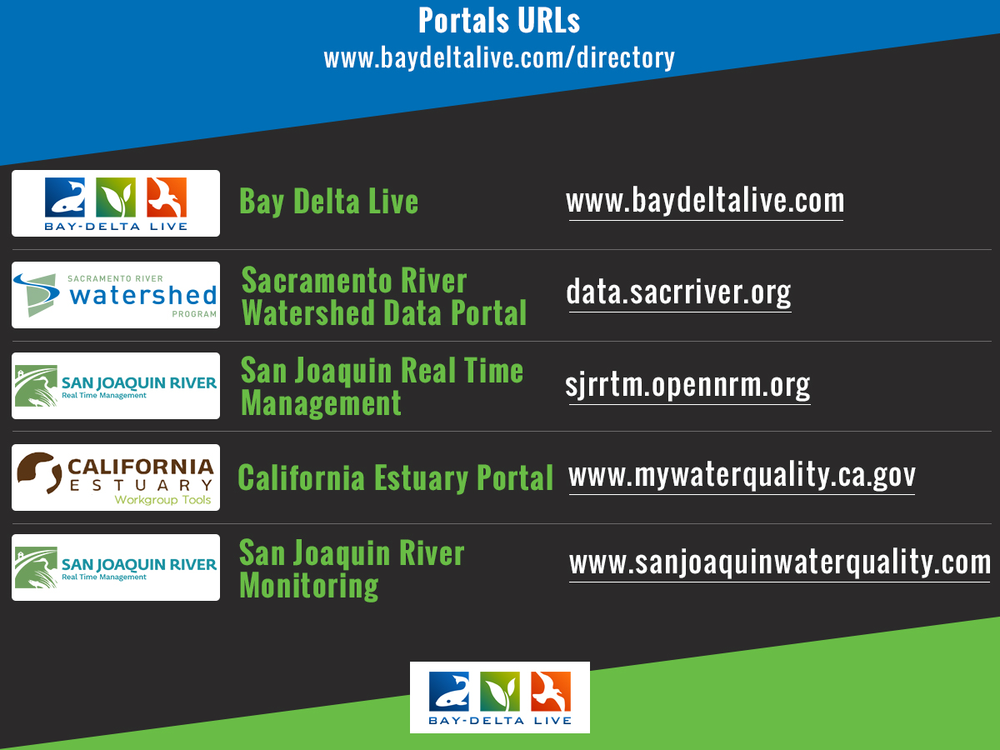 Portals URLs
www.baydeltalive.com/directory
BAY-DELTA LIVE
Bay Delta Live
www.baydeltalive.com
SACRAMENTO RIVER
watershed
PROGRAM
Sacramento River
Watershed Data Portal
data.sacrriver.org
SAN JOAQUIN RIVER
Real Time Management
San Joaquin Real Time
Management
sjrrtm.opennrm.org
CALIFORNIA
ESTUARY
Workgroup Tools
California Estuary Portal
www.mywaterquality.ca.gov
SAN JOAQUIN RIVER
Real Time Management
San Joaquin River
Monitoring
www.sanjoaquinwaterquality.com
BAY-DELTA LIVE